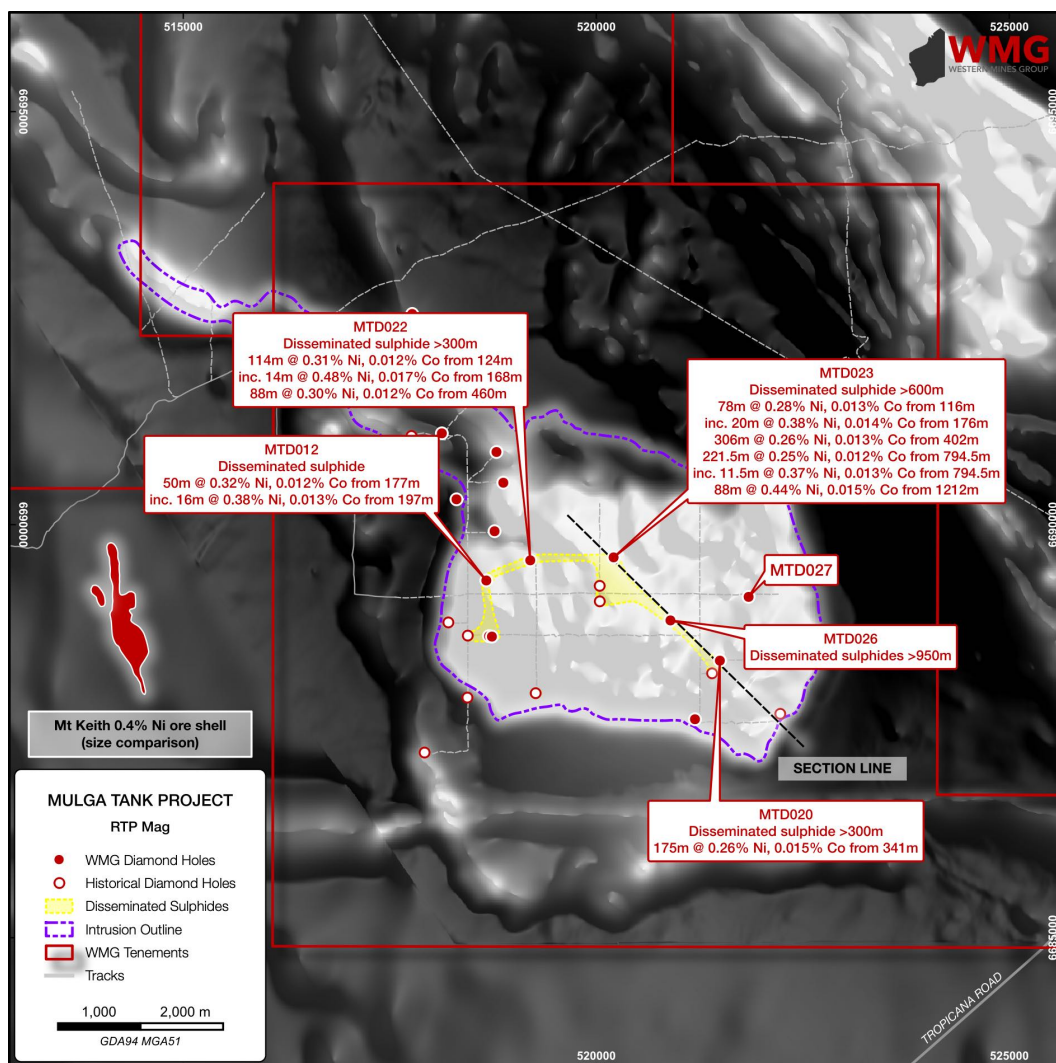 515000
520000
525000
WMG
WESTERN MINES GROUP
6695000
6695000
MTD022
Disseminated sulphide >300m
114m @ 0.31% Ni, 0.012% Co from 124m
inc. 14m @ 0.48% Ni, 0.017% Co from 168m
88m @ 0.30% Ni, 0.012% Co from 460m
MTD023
Disseminated sulphide >600m
78m @ 0.28% Ni, 0.013% Co from 116m
inc. 20m @ 0.38% Ni, 0.014% Co from 176m
306m @ 0.26% Ni, 0.013% Co from 402m
221.5m @ 0.25% Ni, 0.012% Co from 794.5m
inc. 11.5m @ 0.37% Ni, 0.013% Co from 794.5m
88m @ 0.44% Ni, 0.015% Co from 1212m
MTD012
Disseminated sulphide
50m @ 0.32% Ni, 0.012% Co from 177m
inc. 16m @ 0.38% Ni, 0.013% Co from 197m
6690000
6690000
MTD027
MTD026
Disseminated sulphides >950m
Mt Keith 0.4% Ni ore shell
(size comparison)
SECTION LINE
MTD020
Disseminated sulphide >300m
175m @ 0.26% Ni, 0.015% Co from 341m
MULGA TANK PROJECT
RTP Mag
WMG Diamond Holes
Historical Diamond Holes
Disseminated Sulphides
Intrusion Outline
WMG Tenements
Tracks
1,000
2,000 m
GDA94 MGA51
6685000
TROPICANA ROAD
520000
525000